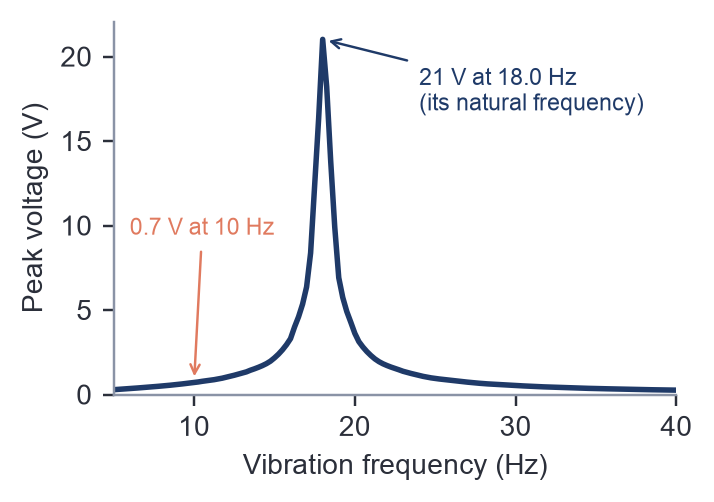 20
21 V at 18.0 Hz
(its natural frequency)
15
Peak voltage (V)
10
0.7 V at 10 Hz
5
0
10
20
30
40
Vibration frequency (Hz)